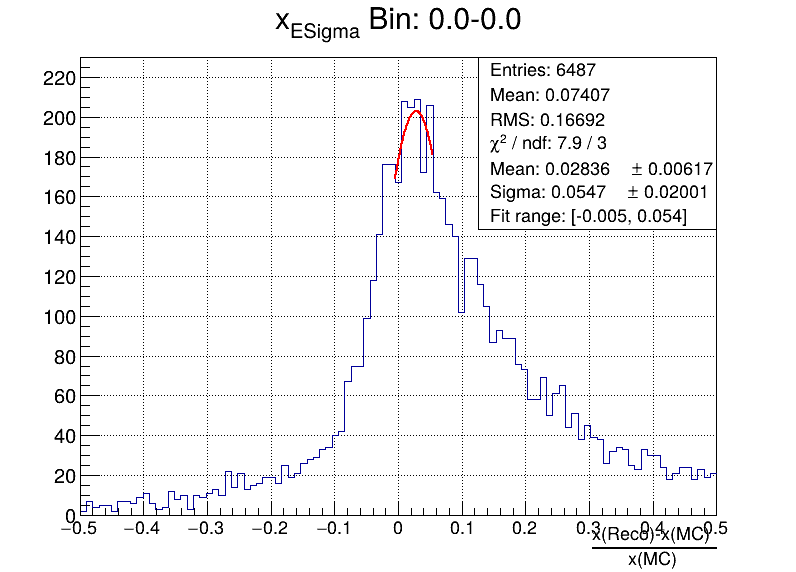 xESigma Bin: 0.0-0.0
Entries: 6487
Mean: 0.07407
RMS: 0.16692
χ² / ndf: 7.9 / 3
Mean: 0.02836 ± 0.00617
Sigma: 0.0547 ± 0.02001
Fit range: [-0.005, 0.054]
220
200
180
160
140
120
100
80
60
40
20
0
−0.5 −0.4 −0.3 −0.2 −0.1 0 0.1 0.2 0.3 0.4 0.5
x(Reco)-x(MC)
x(MC)